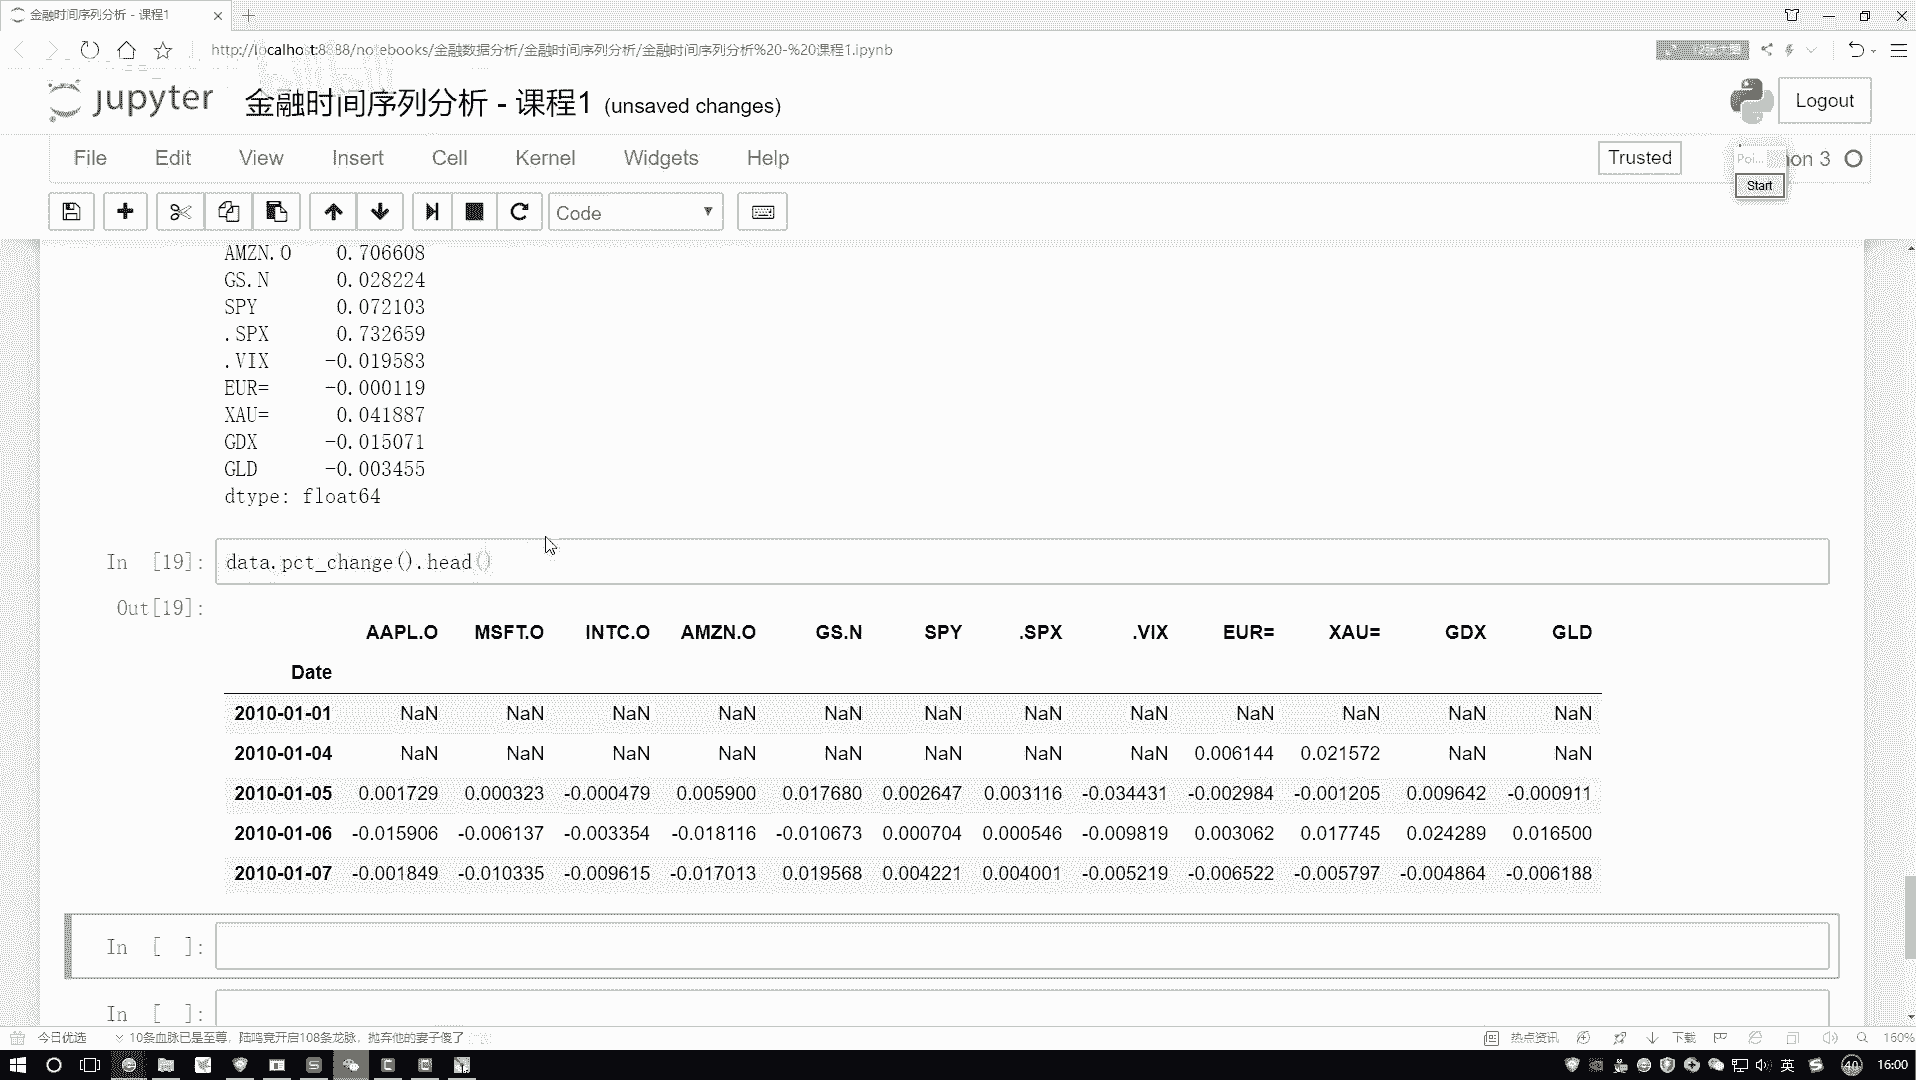 金融时间序列分析 - 课程1
http://localhost:8888/notebooks/金融数据分析/金融时间序列分析/金融时间序列分析%20-%20课程1.ipynb
jupyter 金融时间序列分析 - 课程1 (unsaved changes)
Logout
File Edit View Insert Cell Kernel Widgets Help
Trusted
Poi... on 3
Start
Code
AMZN.O 0.706608
GS.N 0.028224
SPY 0.072103
.SPX 0.732659
.VIX -0.019583
EUR= -0.000119
XAU= 0.041887
GDX -0.015071
GLD -0.003455
dtype: float64
In [19]: data.pct_change().head()
Out[19]:
AAPL.O MSFT.O INTC.O AMZN.O GS.N SPY .SPX .VIX EUR= XAU= GDX GLD
Date
2010-01-01 NaN NaN NaN NaN NaN NaN NaN NaN NaN NaN NaN NaN
2010-01-04 NaN NaN NaN NaN NaN NaN NaN NaN 0.006144 0.021572 NaN NaN
2010-01-05 0.001729 0.000323 -0.000479 0.005900 0.017680 0.002647 0.003116 -0.034431 -0.002984 -0.001205 0.009642 -0.000911
2010-01-06 -0.015906 -0.006137 -0.003354 -0.018116 -0.010673 0.000704 0.000546 -0.009819 0.003062 0.017745 0.024289 0.016500
2010-01-07 -0.001849 -0.010335 -0.009615 -0.017013 0.019568 0.004221 0.004001 -0.005219 -0.006522 -0.005797 -0.004864 -0.006188
In [ ]:
In [ ]:
今日优选 10条血脉已是至尊，陆鸣竟开启108条龙脉，抛弃他的妻子傻了
热点资讯 下载 160%
英 40 16:00